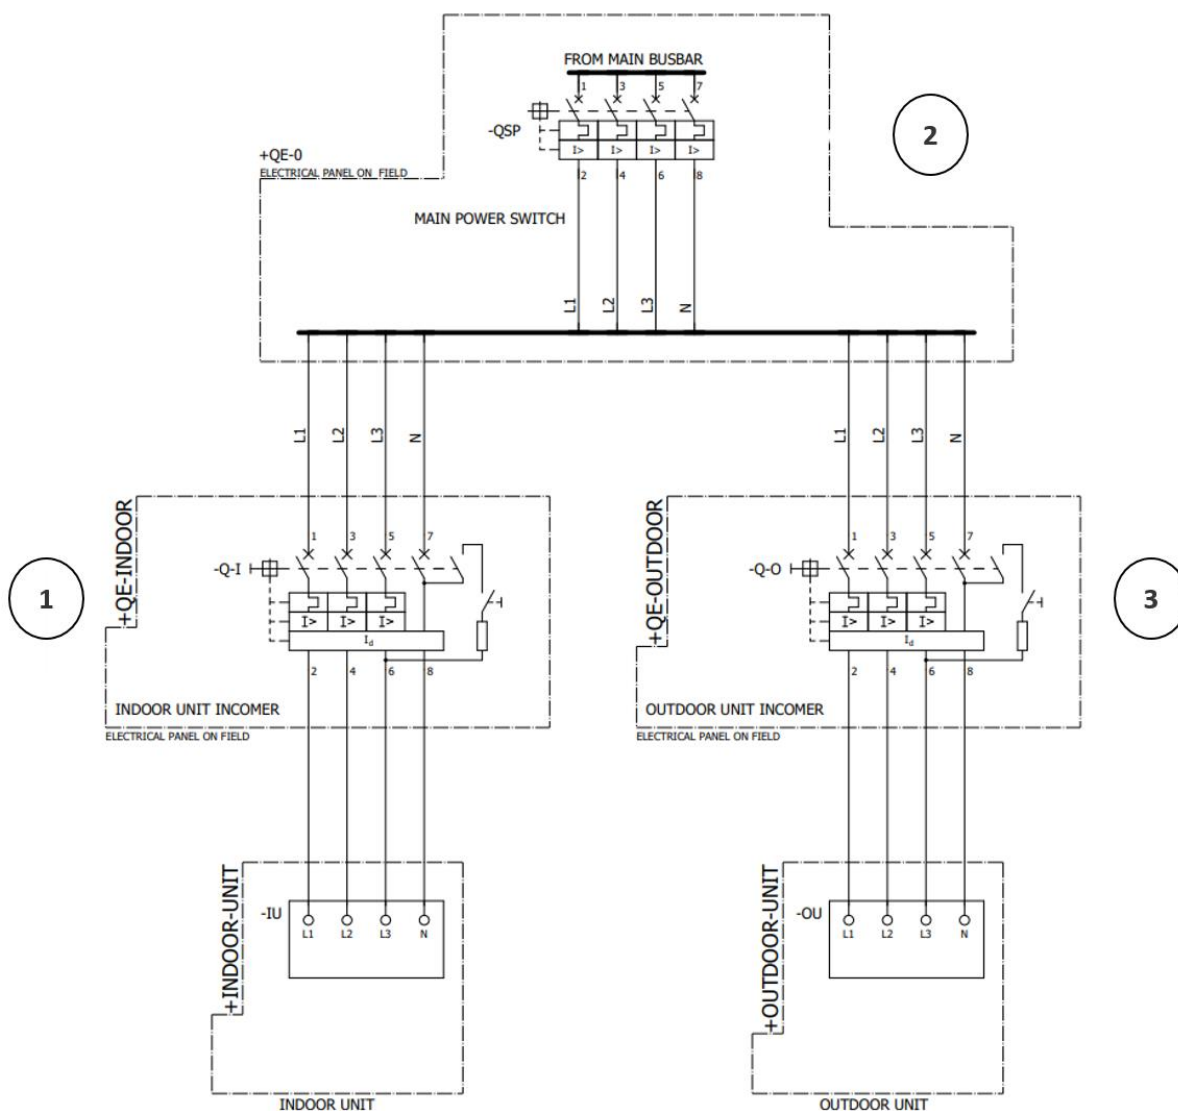 FROM MAIN BUSBAR
1 3 5 7
-QSP
I> I> I> I>
2 4 6 8
2
+QE-0
ELECTRICAL PANEL ON FIELD
MAIN POWER SWITCH
L1 L2 L3 N
L1 L2 L3 N
L1 L2 L3 N
+QE-INDOOR
1 3 5 7
-Q-I
I> I> I>
Id
2 4 6 8
1
INDOOR UNIT INCOMER
ELECTRICAL PANEL ON FIELD
+QE-OUTDOOR
1 3 5 7
-Q-O
I> I> I>
Id
2 4 6 8
3
OUTDOOR UNIT INCOMER
ELECTRICAL PANEL ON FIELD
+INDOOR-UNIT
-IU
L1 L2 L3 N
INDOOR UNIT
+OUTDOOR-UNIT
-OU
L1 L2 L3 N
OUTDOOR UNIT